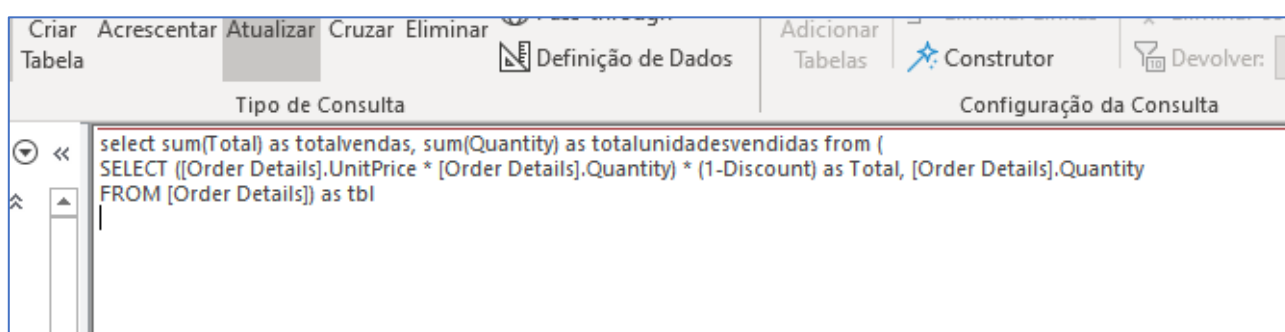 Criar Acrescentar Atualizar Cruzar Eliminar
Adicionar
Tabela
Definição de Dados
Tabelas
Construtor
Devolver:
Tipo de Consulta
Configuração da Consulta
select sum(Total) as totalvendas, sum(Quantity) as totalunidadesvendidas from (
SELECT ([Order Details].UnitPrice * [Order Details].Quantity) * (1-Discount) as Total, [Order Details].Quantity
FROM [Order Details]) as tbl